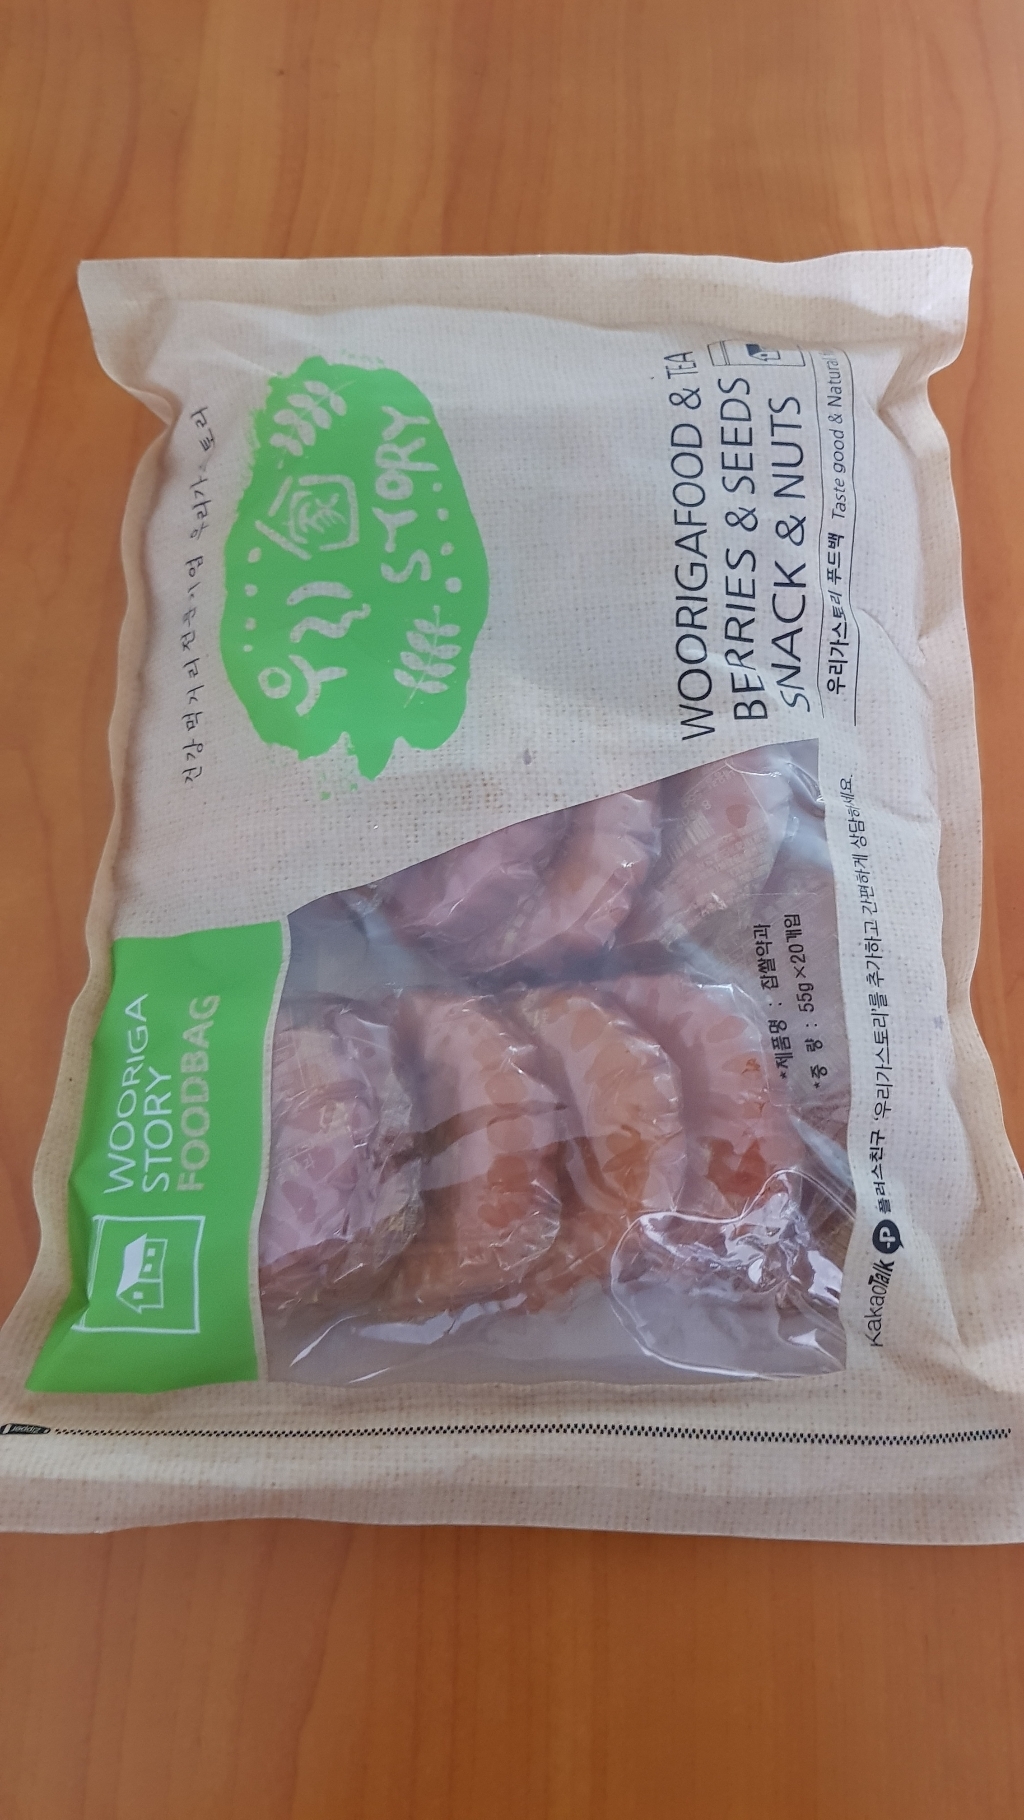 건강먹거리전문기업 우리가스토리
우리家
STORY
WOORIGAFOOD & TEA
BERRIES & SEEDS
SNACK & NUTS
우리가스토리 푸드백 Taste good & Natural
WOORIGA
STORY
FOODBAG
*제품명 : 찹쌀약과
*중 량 : 55g×20개입
KakaoTalk P 플러스친구 '우리가스토리'를 추가하고 간편하게 상담하세요.
zipper